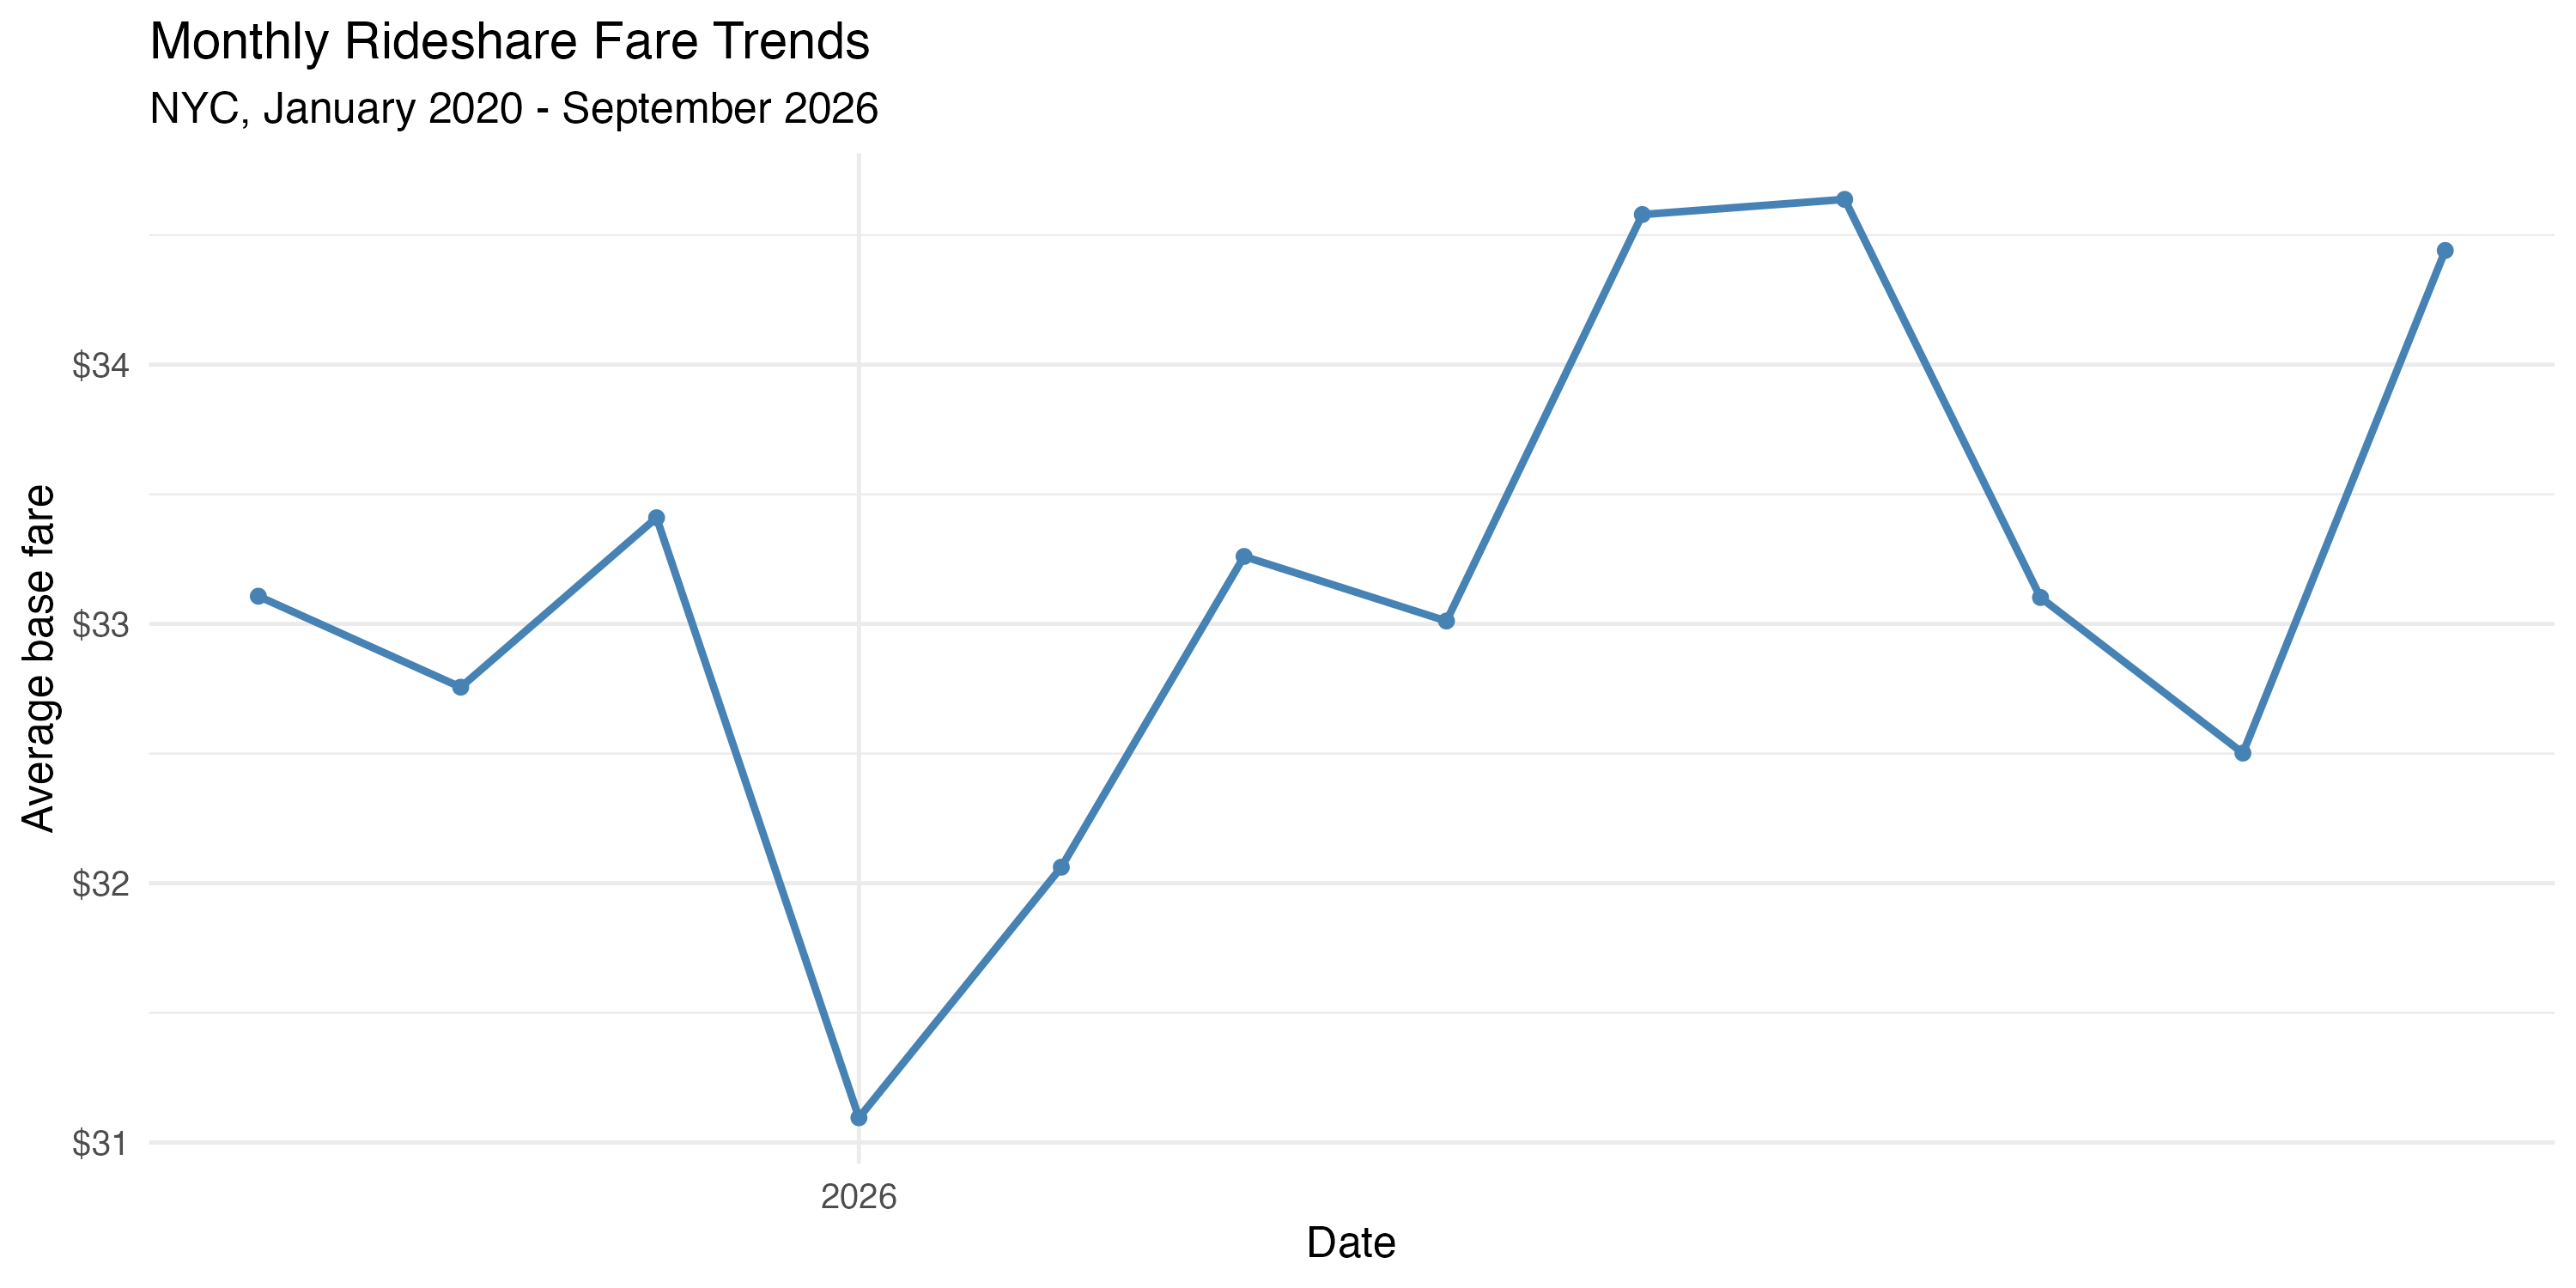 Monthly Rideshare Fare Trends
NYC, January 2020 - September 2026
Average base fare
$34
$33
$32
$31
2026
Date